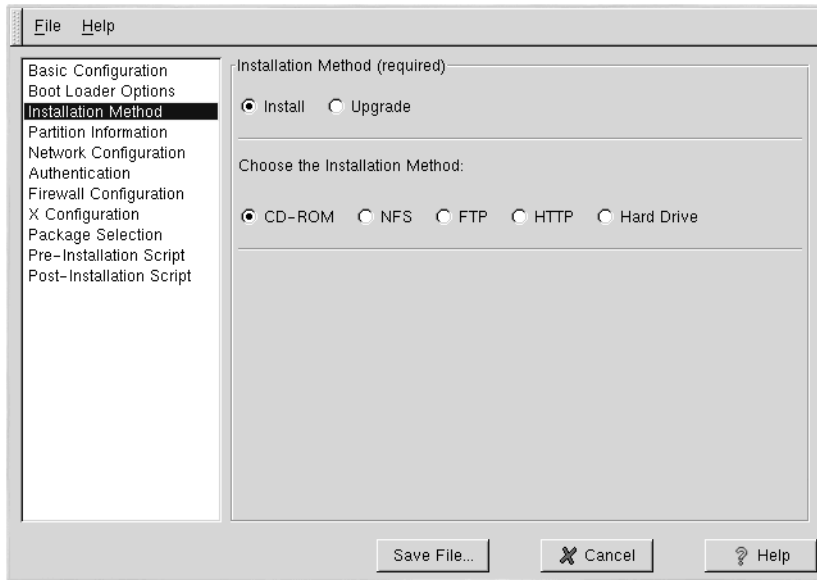 File Help
Basic Configuration
Boot Loader Options
Installation Method
Partition Information
Network Configuration
Authentication
Firewall Configuration
X Configuration
Package Selection
Pre-Installation Script
Post-Installation Script
Installation Method (required)
Install Upgrade
Choose the Installation Method:
CD-ROM NFS FTP HTTP Hard Drive
Save File... Cancel Help